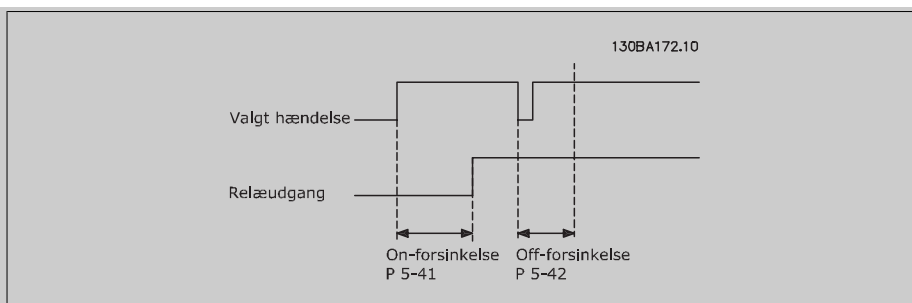 130BA172.10
Valgt hændelse
Relæudgang
On-forsinkelse
P 5-41
Off-forsinkelse
P 5-42